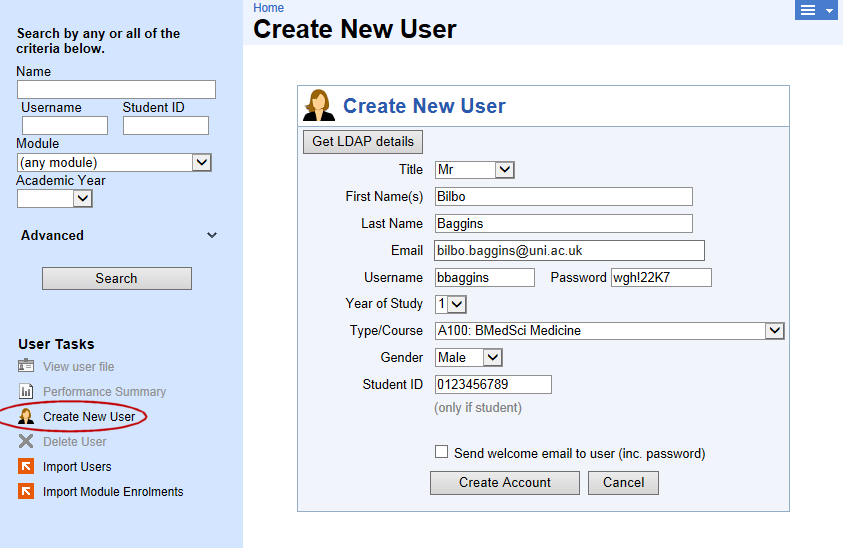 Search by any or all of the
criteria below.
Name
Username Student ID
Module
(any module)
Academic Year
Advanced
Search
User Tasks
View user file
Performance Summary
Create New User
Delete User
Import Users
Import Module Enrolments
Home
Create New User
Create New User
Get LDAP details
Title Mr
First Name(s) Bilbo
Last Name Baggins
Email bilbo.baggins@uni.ac.uk
Username bbaggins Password wgh!22K7
Year of Study 1
Type/Course A100: BMedSci Medicine
Gender Male
Student ID 0123456789
(only if student)
Send welcome email to user (inc. password)
Create Account Cancel